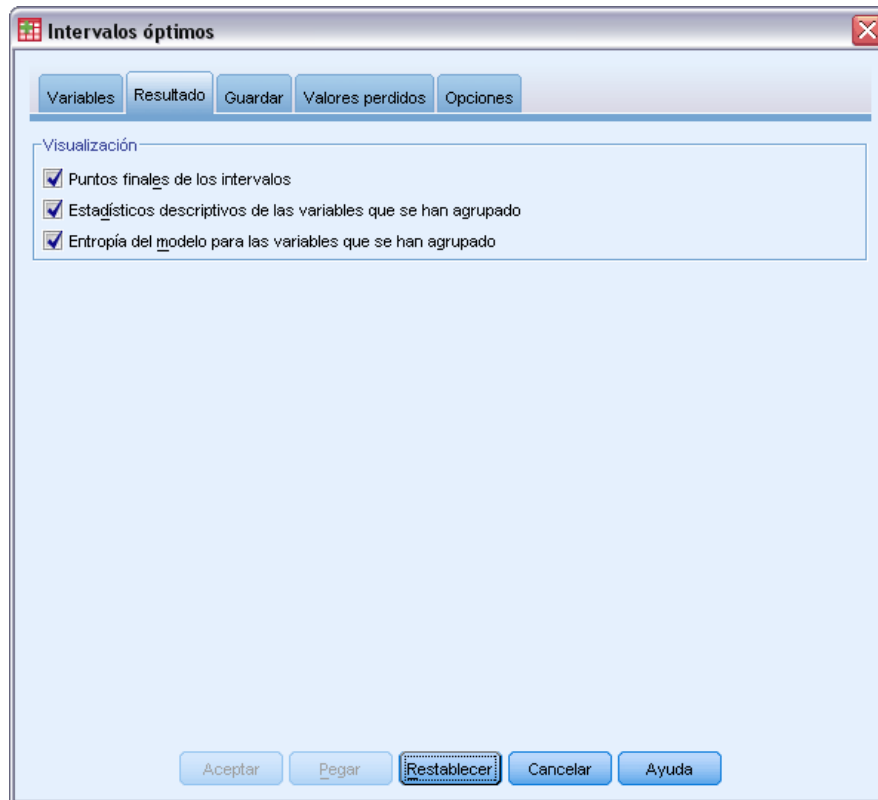 Intervalos óptimos
Variables Resultado Guardar Valores perdidos Opciones
Visualización
Puntos finales de los intervalos
Estadísticos descriptivos de las variables que se han agrupado
Entropía del modelo para las variables que se han agrupado
Aceptar Pegar Restablecer Cancelar Ayuda